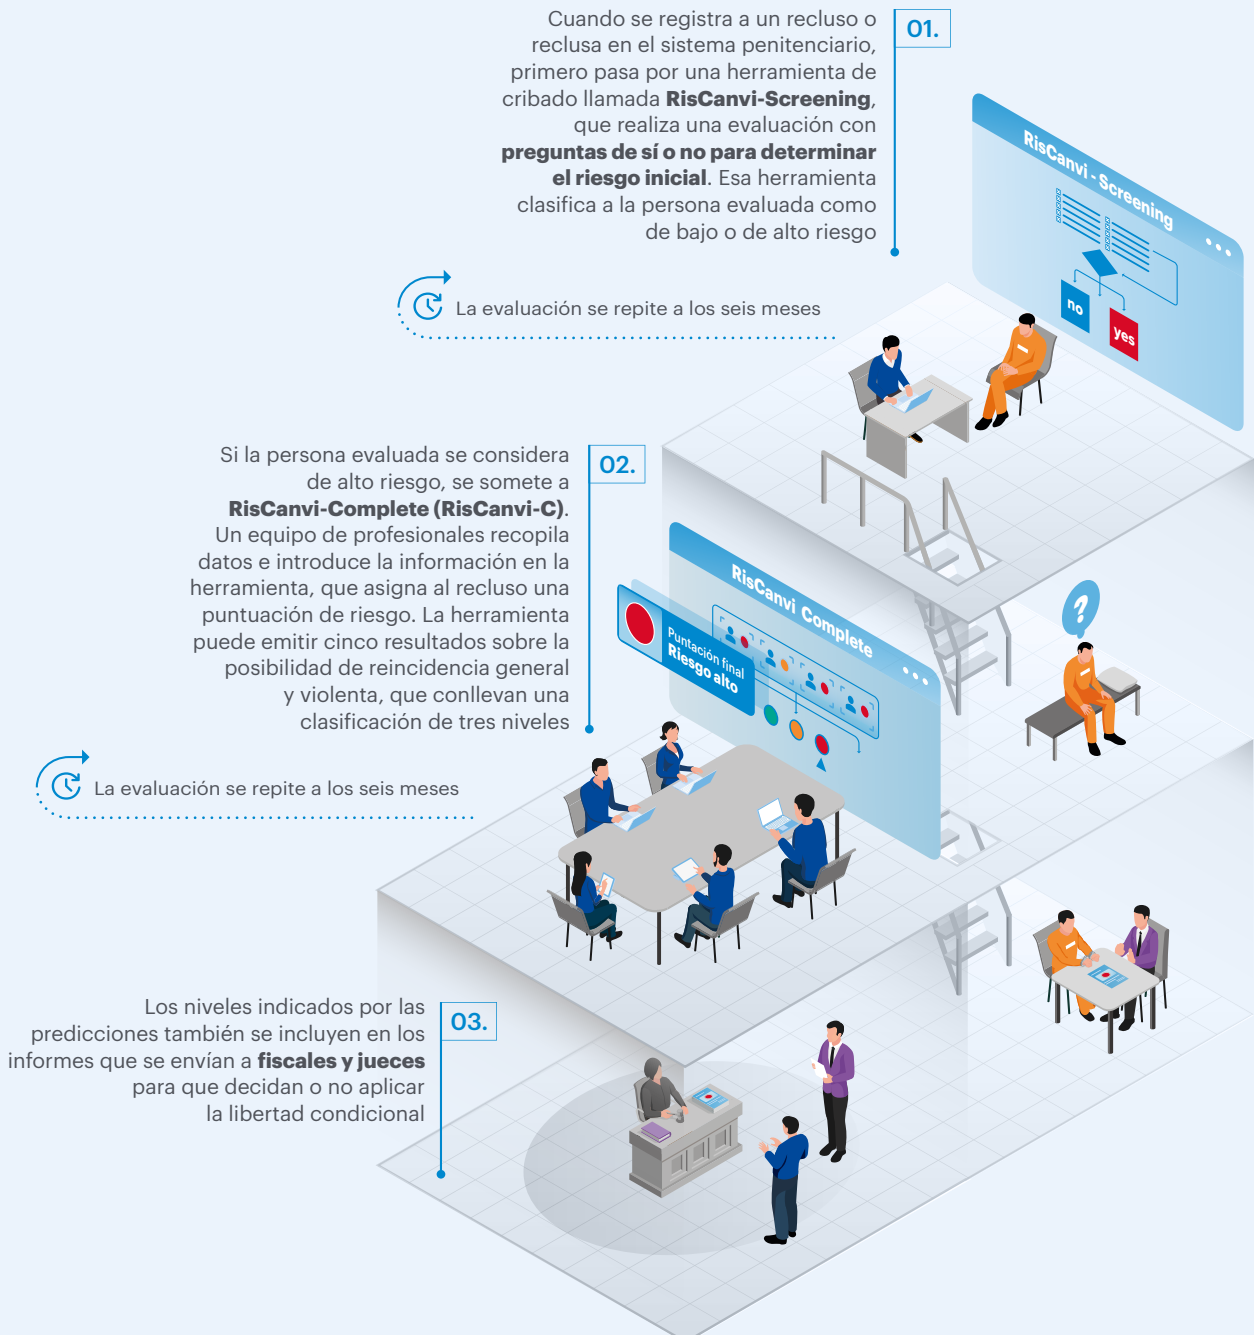 Cuando se registra a un recluso o
reclusa en el sistema penitenciario,
primero pasa por una herramienta de
cribado llamada RisCanvi-Screening,
que realiza una evaluación con
preguntas de sí o no para determinar
el riesgo inicial. Esa herramienta
clasifica a la persona evaluada como
de bajo o de alto riesgo
01.
RisCanvi - Screening
no
yes
La evaluación se repite a los seis meses
Si la persona evaluada se considera
de alto riesgo, se somete a
RisCanvi-Complete (RisCanvi-C).
Un equipo de profesionales recopila
datos e introduce la información en la
herramienta, que asigna al recluso una
puntuación de riesgo. La herramienta
puede emitir cinco resultados sobre la
posibilidad de reincidencia general
y violenta, que conllevan una
clasificación de tres niveles
02.
RisCanvi Complete
Puntación final
Riesgo alto
?
La evaluación se repite a los seis meses
Los niveles indicados por las
predicciones también se incluyen en los
informes que se envían a fiscales y jueces
para que decidan o no aplicar
la libertad condicional
03.